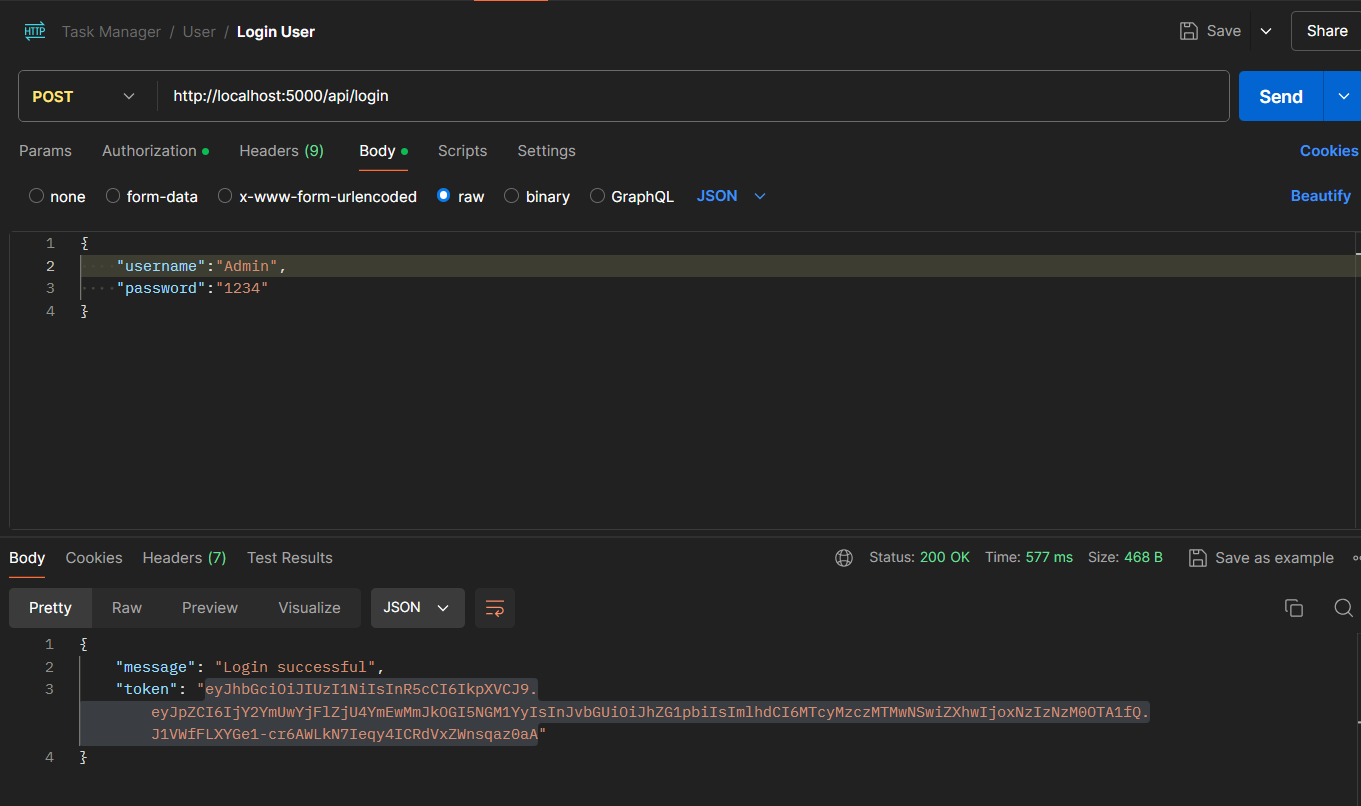 HTTP Task Manager / User / Login User Save Share
POST http://localhost:5000/api/login Send
Params Authorization Headers (9) Body Scripts Settings Cookies
none form-data x-www-form-urlencoded raw binary GraphQL JSON Beautify
1 {
2 "username":"Admin",
3 "password":"1234"
4 }
Body Cookies Headers (7) Test Results Status: 200 OK Time: 577 ms Size: 468 B Save as example
Pretty Raw Preview Visualize JSON
1 {
2 "message": "Login successful",
3 "token": "eyJhbGciOiJIUzI1NiIsInR5cCI6IkpXVCJ9.
eyJpZCI6IjY2YmUwYjFlZjU4YmEwMmJkOGI5NGM1YyIsInJvbGUiOiJhZG1pbiIsImlhdCI6MTcyMzczMTMwNSwiZXhwIjoxNzIzNzM0OTA1fQ.
J1VWfFLXYGe1-cr6AWLkN7Ieqy4ICRdVxZWnsqaz0aA"
4 }